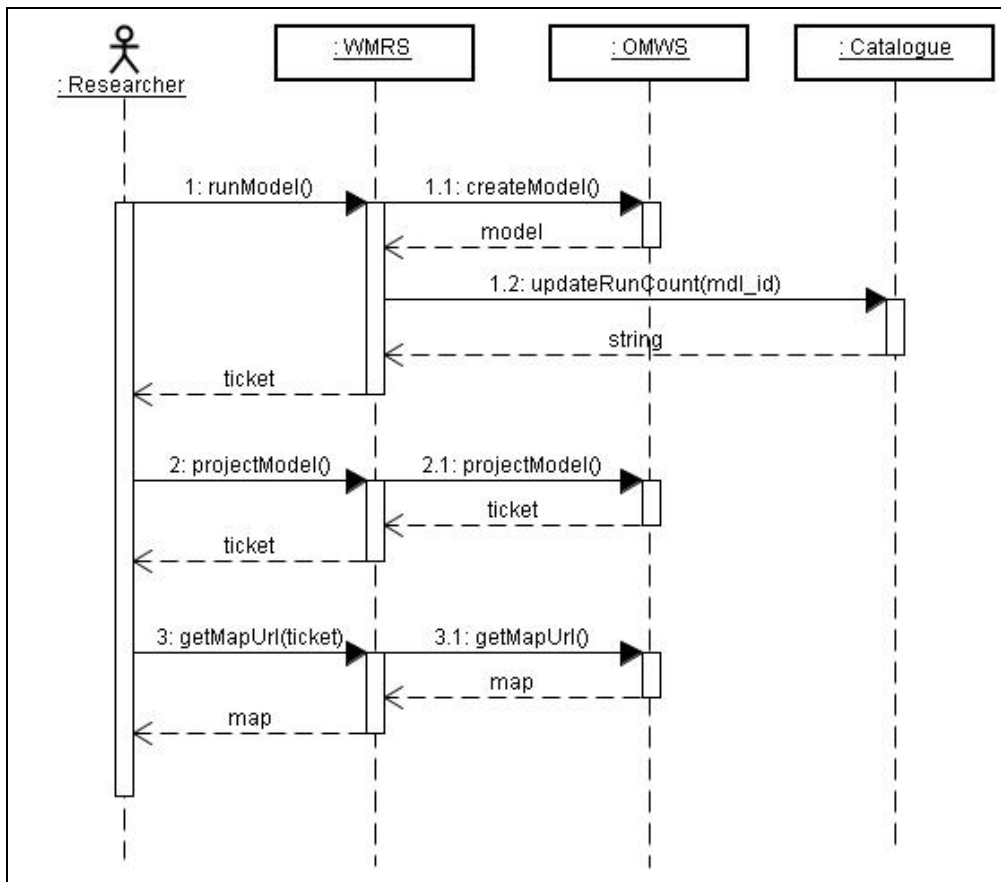 : Researcher
: WMRS
: OMWS
: Catalogue
1: runModel()
1.1: createModel()
model
1.2: updateRunCount(mdl_id)
string
ticket
2: projectModel()
2.1: projectModel()
ticket
ticket
3: getMapUrl(ticket)
3.1: getMapUrl()
map
map